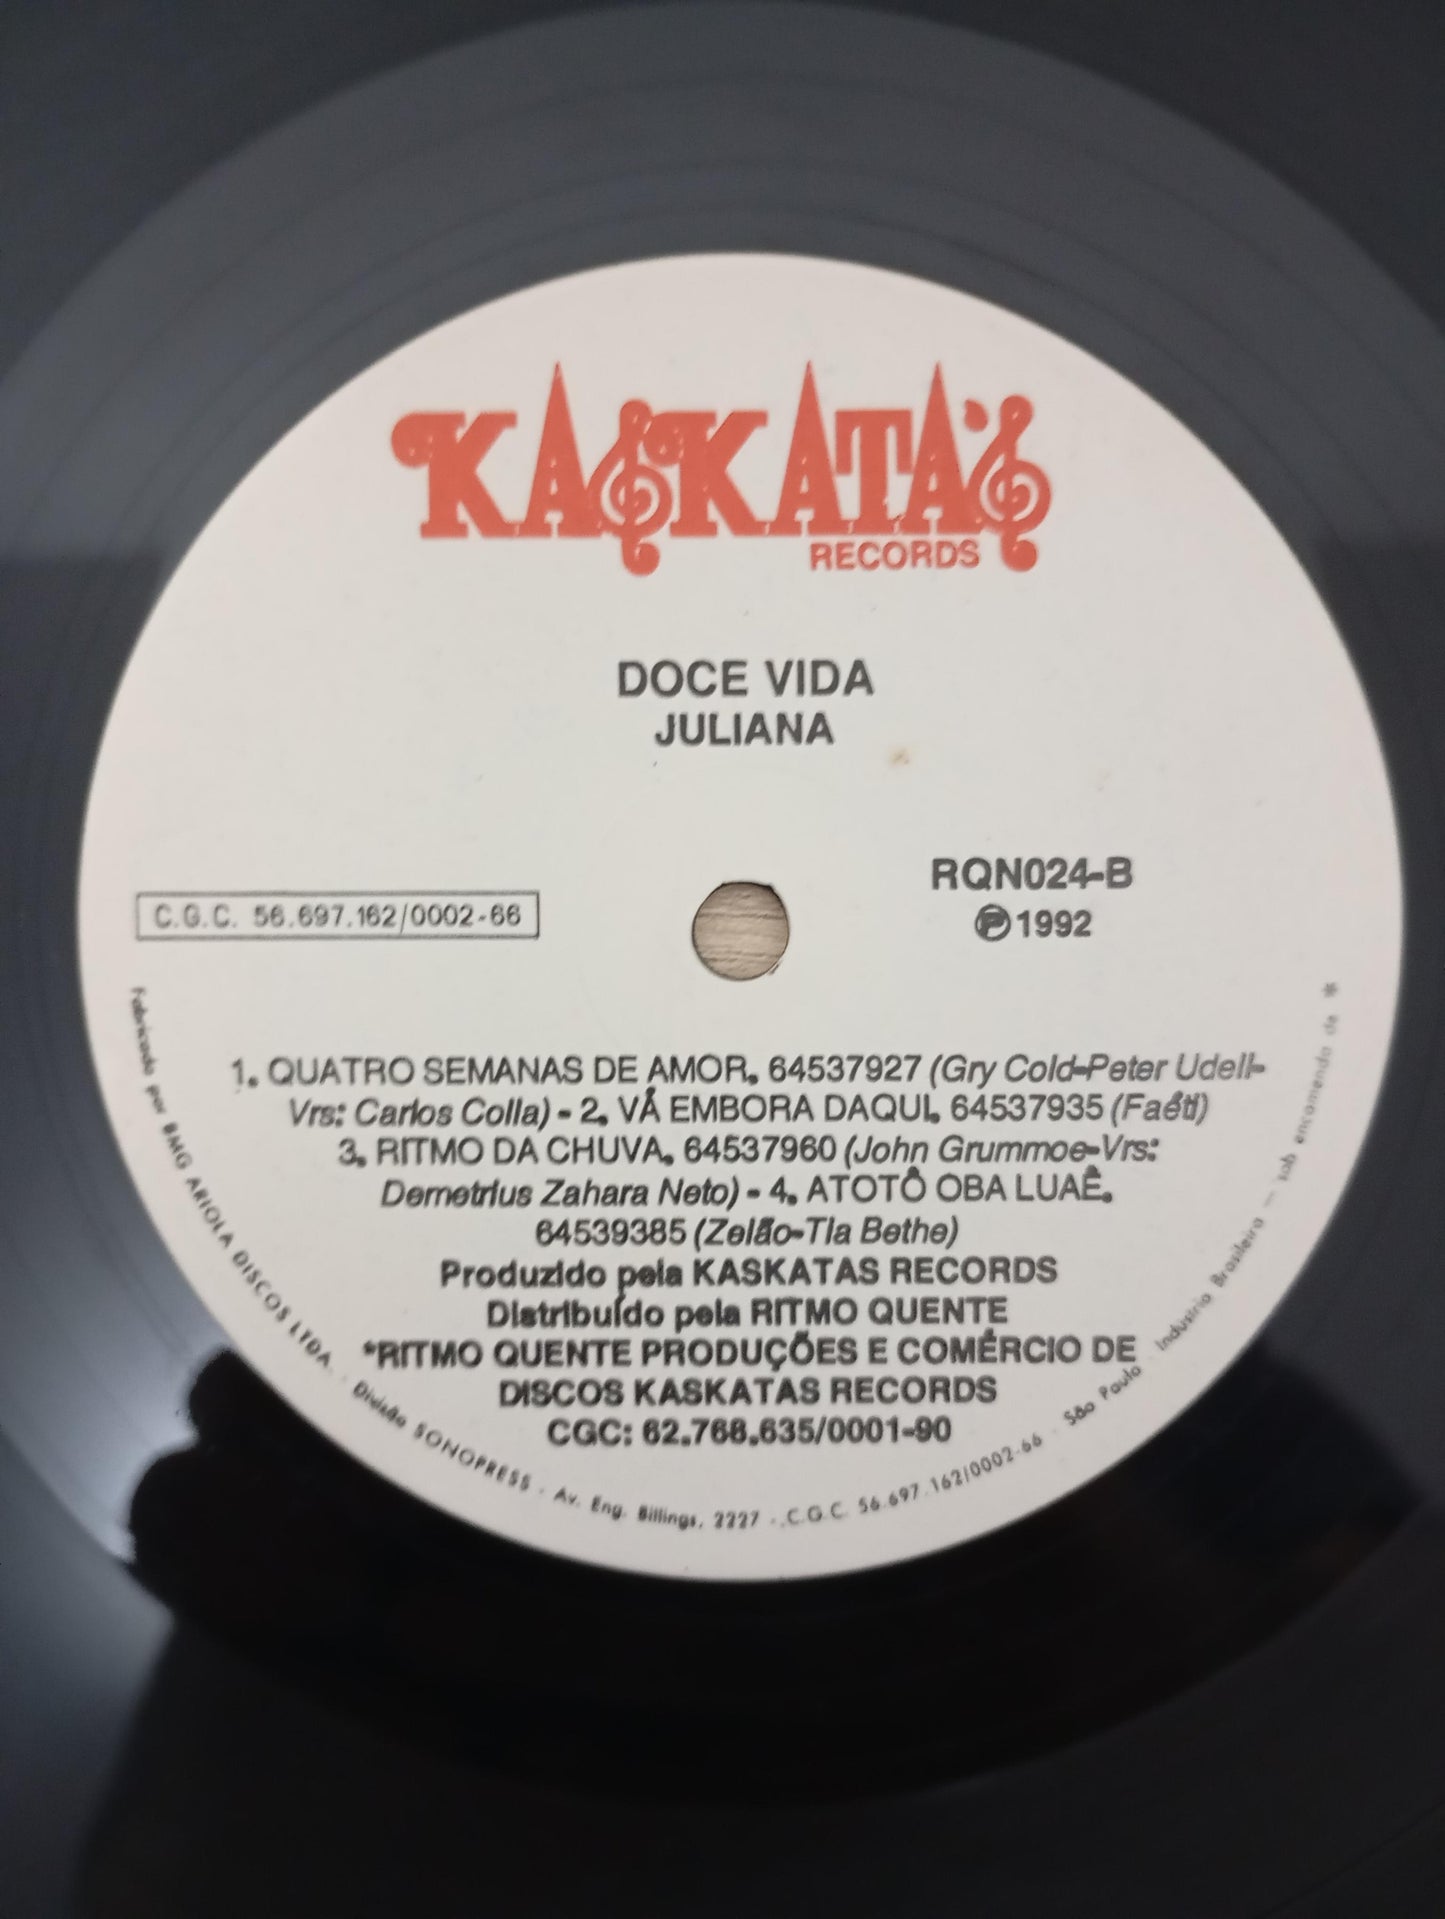 KASKATA'S
RECORDS
DOCE VIDA
JULIANA
RQN024-B
Ⓟ1992
C.G.C. 56.697.162/0002-66
1. QUATRO SEMANAS DE AMOR. 64537927 (Gry Cold-Peter Udell-
Vrs: Carlos Colla) - 2. VÁ EMBORA DAQUI. 64537935 (Faéti)
3. RITMO DA CHUVA. 64537960 (John Grummoe-Vrs:
Demetrius Zahara Neto) - 4. ATOTÔ OBA LUAÊ.
64539385 (Zelão-Tia Bethe)
Produzido pela KASKATAS RECORDS
Distribuído pela RITMO QUENTE
*RITMO QUENTE PRODUÇÕES E COMÉRCIO DE
DISCOS KASKATAS RECORDS
CGC: 62.768.635/0001-90
Fabricado por BMG ARIOLA DISCOS LTDA. · Divisão SONOPRESS · Av. Eng. Billings, 2227 - C.G.C. 56.697.162/0002-66 · São Paulo · Indústria Brasileira — sob encomenda de *